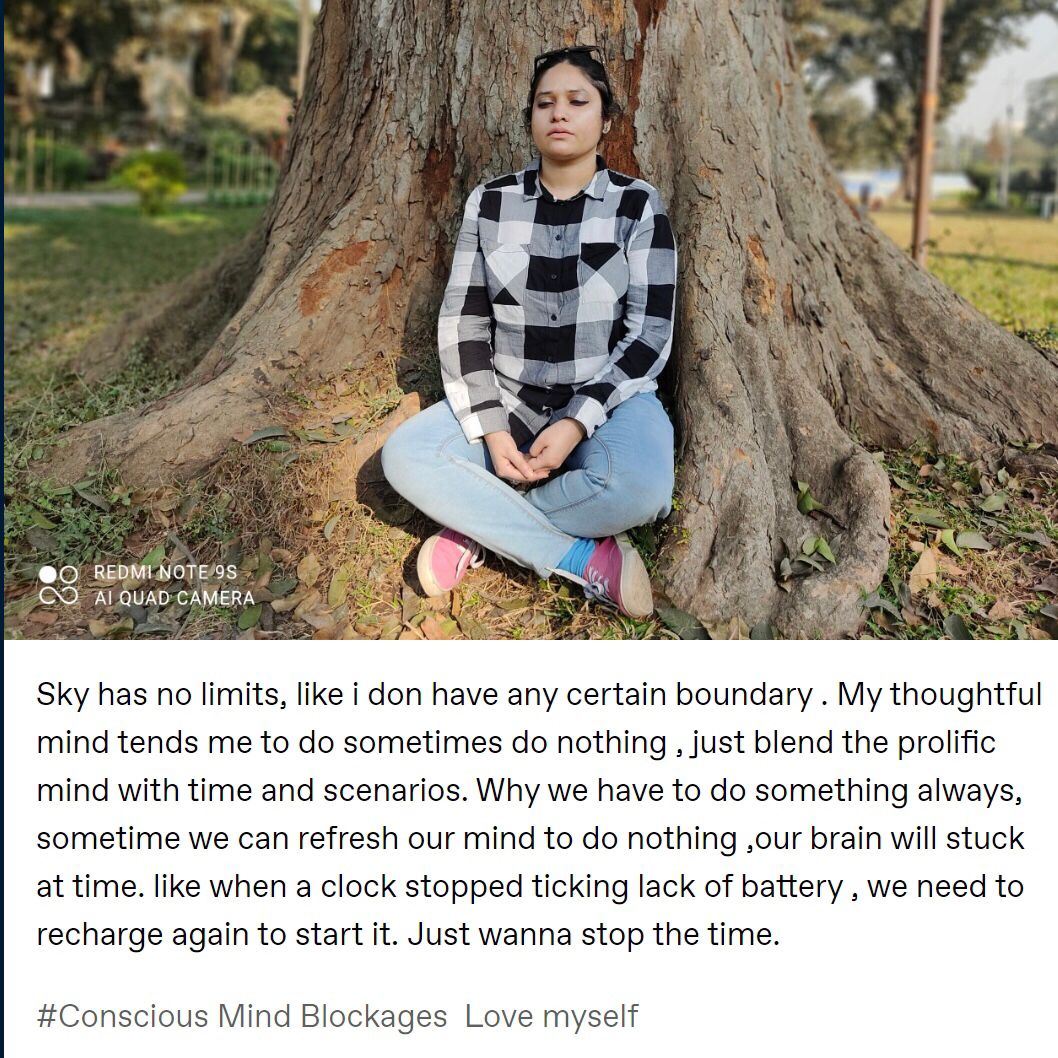 REDMI NOTE 9S
AI QUAD CAMERA
Sky has no limits, like i don have any certain boundary . My thoughtful
mind tends me to do sometimes do nothing , just blend the prolific
mind with time and scenarios. Why we have to do something always,
sometime we can refresh our mind to do nothing ,our brain will stuck
at time. like when a clock stopped ticking lack of battery , we need to
recharge again to start it. Just wanna stop the time.
#Conscious Mind Blockages Love myself